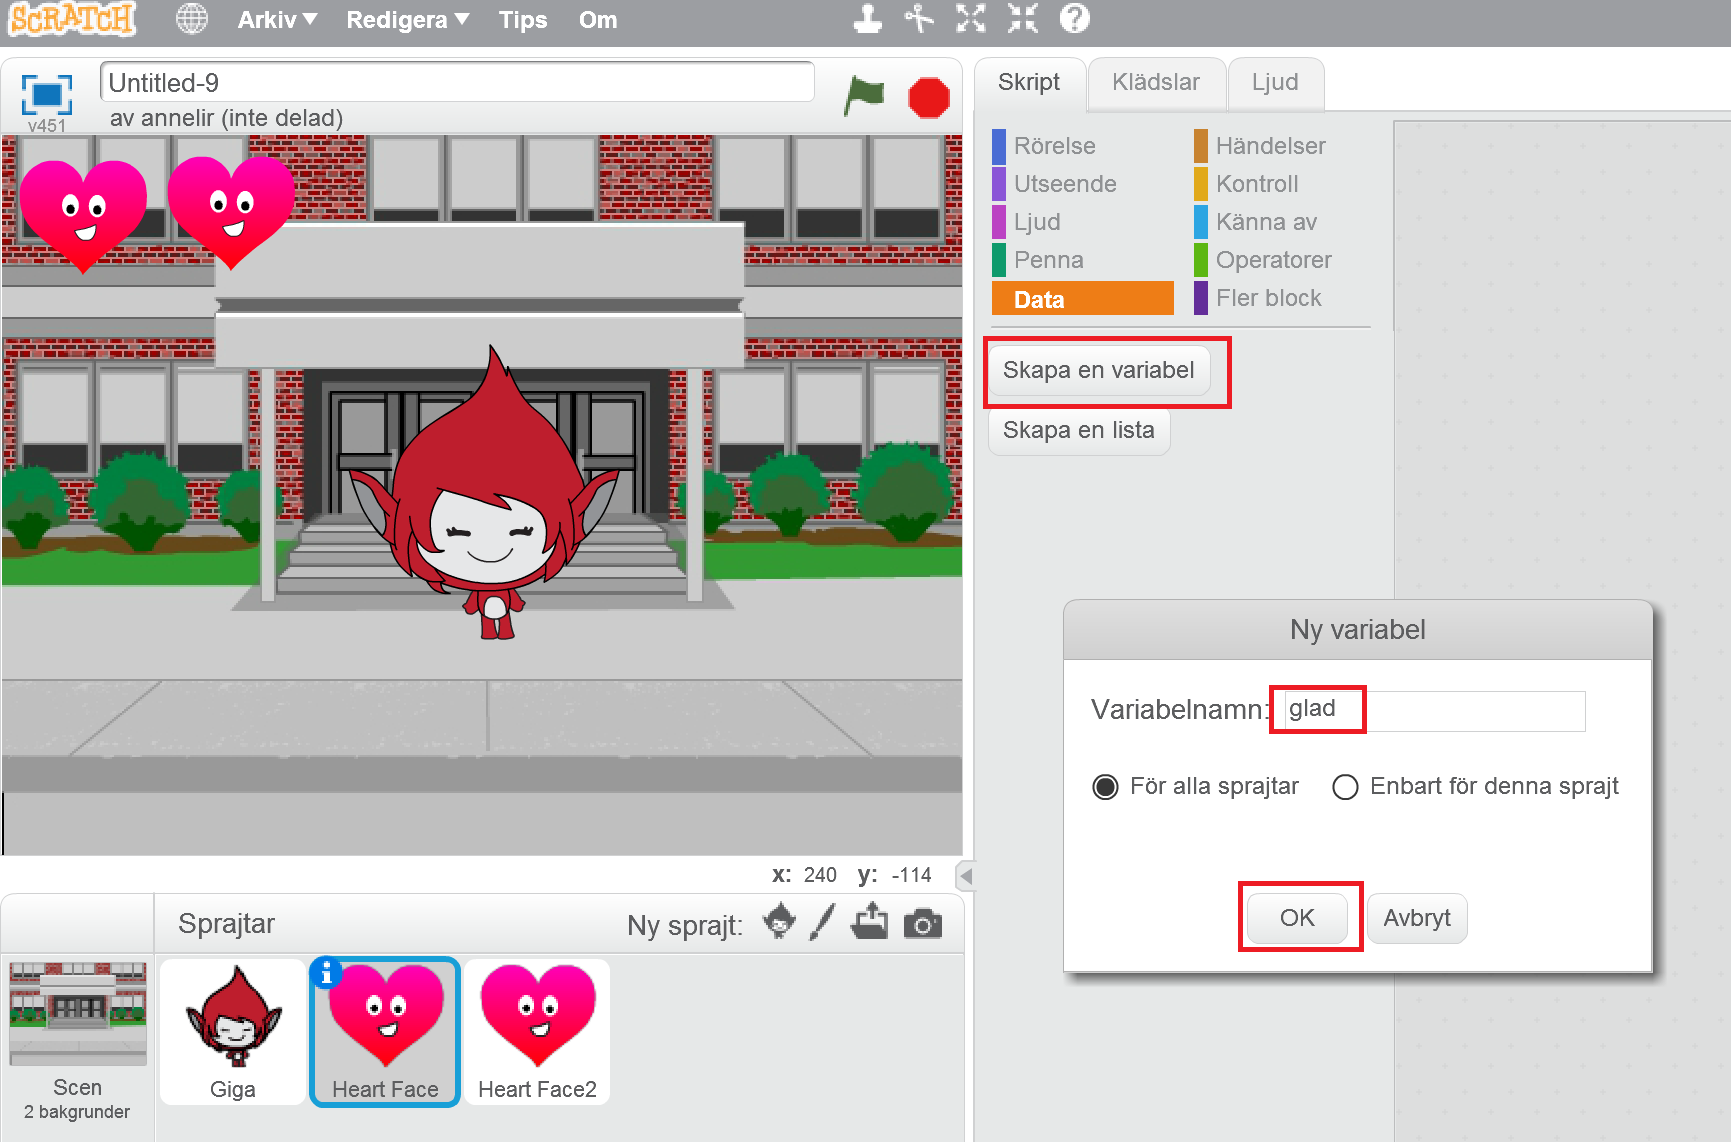 SCRATCH
Arkiv Redigera Tips Om
Untitled-9
av annelir (inte delad)
v451
Skript Klädslar Ljud
Rörelse Händelser
Utseende Kontroll
Ljud Känna av
Penna Operatorer
Data Fler block
Skapa en variabel
Skapa en lista
Ny variabel
Variabelnamn: glad
För alla sprajtar Enbart för denna sprajt
OK Avbryt
x: 240 y: -114
Sprajtar Ny sprajt:
Scen
2 bakgrunder
Giga Heart Face Heart Face2